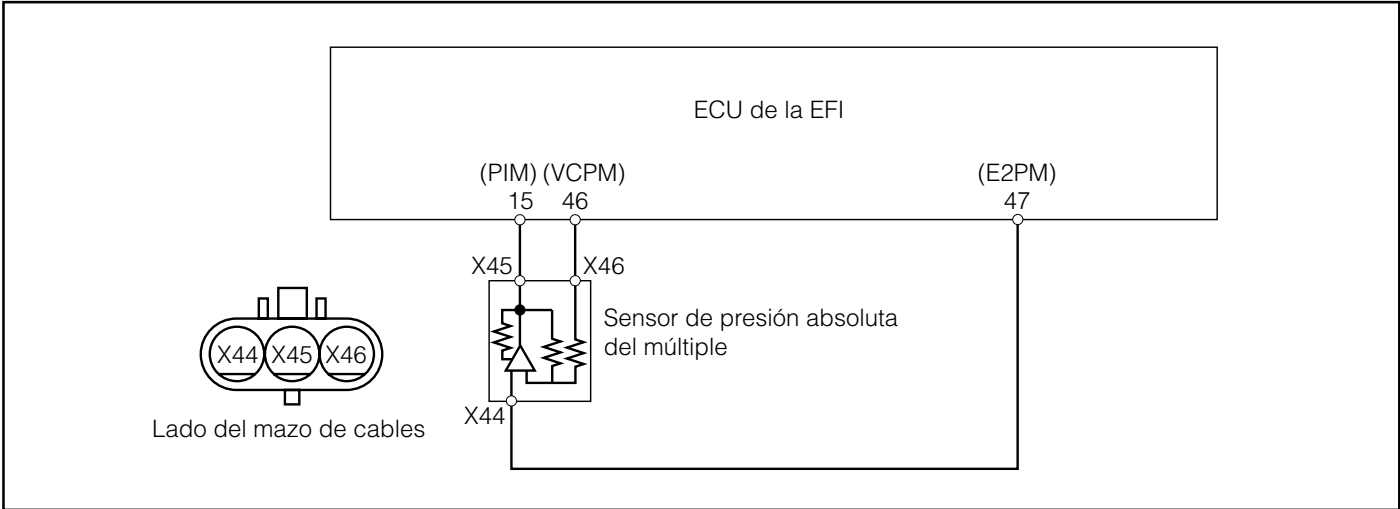 ECU de la EFI
(PIM) (VCPM)
(E2PM)
15
46
47
X45
X46
Sensor de presión absoluta
del múltiple
X44 X45 X46
X44
Lado del mazo de cables